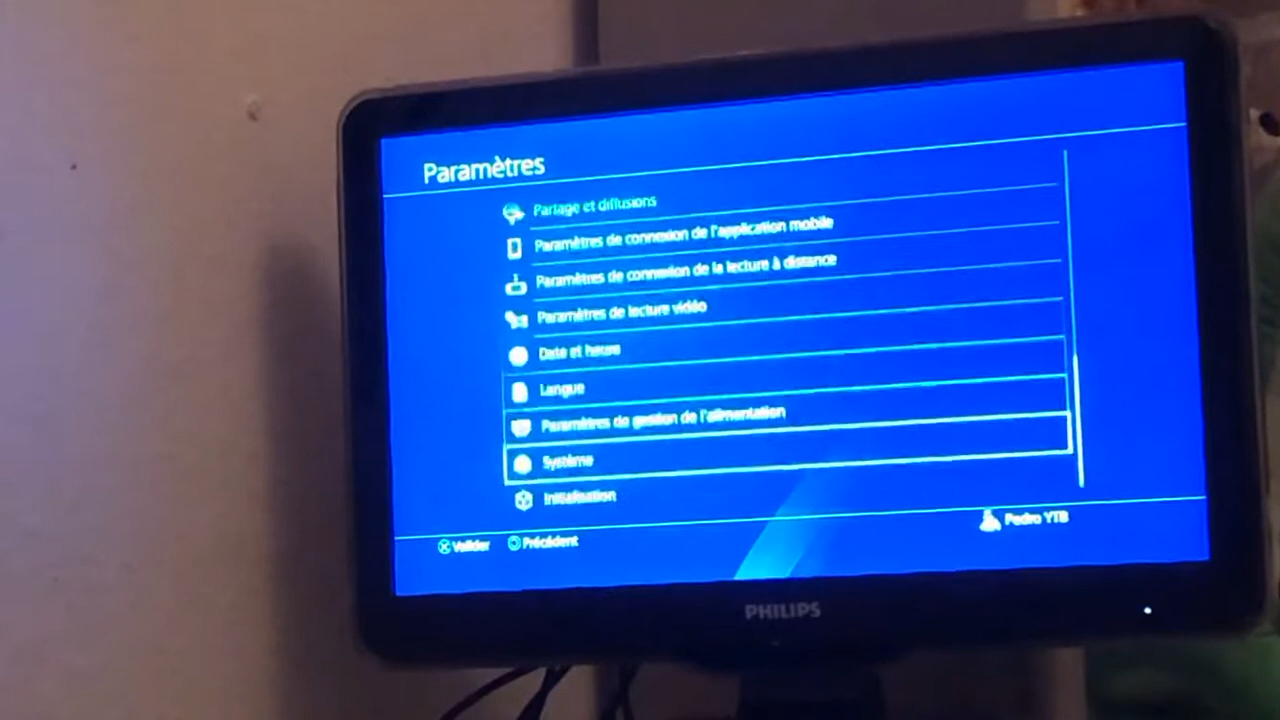 Paramètres
Partage et diffusions
Paramètres de connexion de l'application mobile
Paramètres de connexion de la lecture à distance
Paramètres de lecture vidéo
Date et heure
Langue
Paramètres de gestion de l'alimentation
Système
Initialisation
Pedro YTB
Valider Précédent
PHILIPS